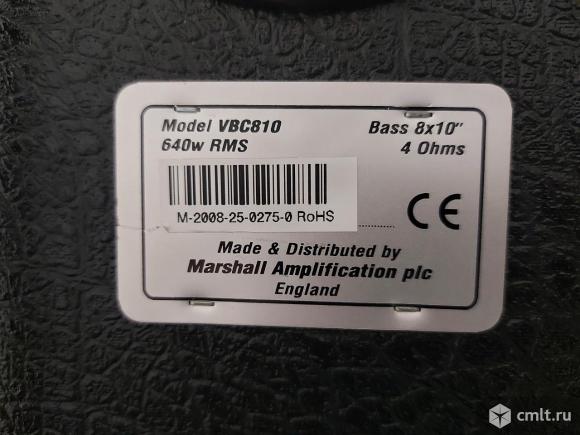 Model VBC810
Bass 8x10"
640w RMS
4 Ohms
M-2008-25-0275-0 RoHS
CE
Made & Distributed by
Marshall Amplification plc
England
cmlt.ru